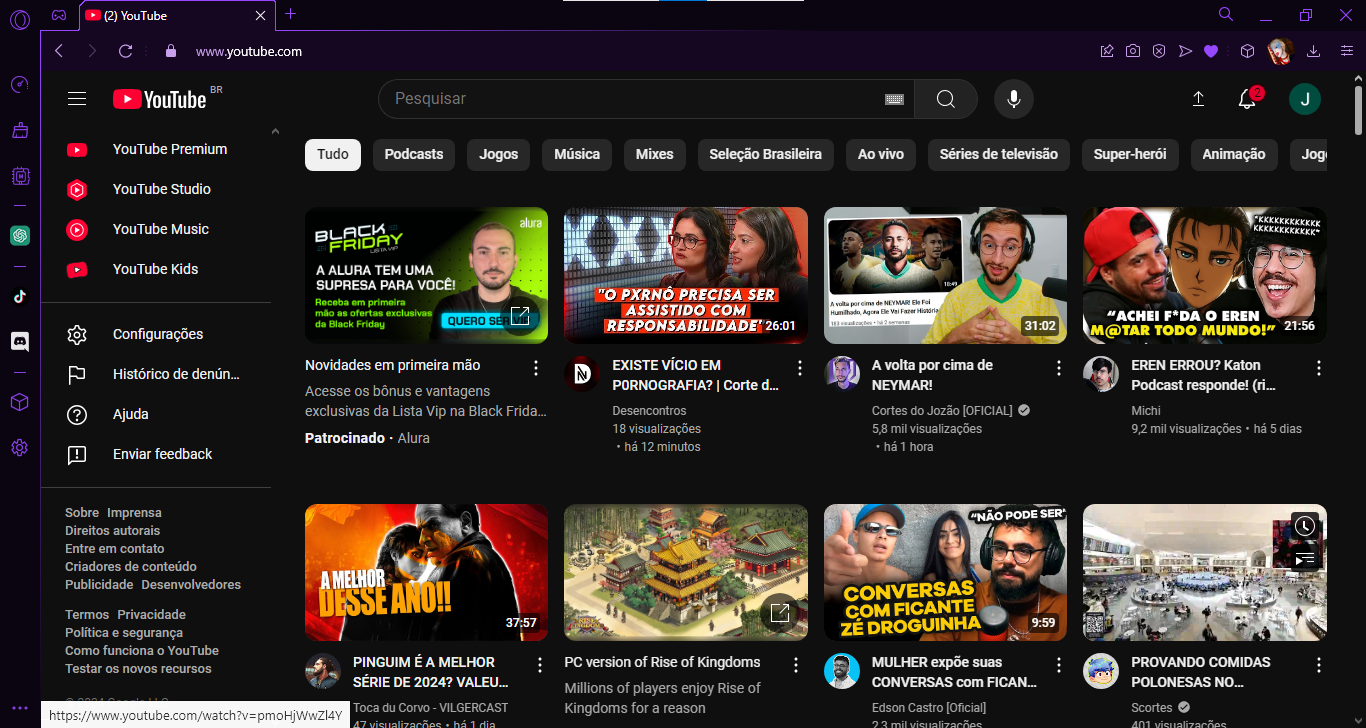 (2) YouTube
www.youtube.com
YouTube BR
Pesquisar
2
J
YouTube Premium
YouTube Studio
YouTube Music
YouTube Kids
Configurações
Histórico de denún...
Ajuda
Enviar feedback
Sobre Imprensa
Direitos autorais
Entre em contato
Criadores de conteúdo
Publicidade Desenvolvedores
Termos Privacidade
Política e segurança
Como funciona o YouTube
Testar os novos recursos
https://www.youtube.com/watch?v=pmoHjWwZl4Y
Tudo Podcasts Jogos Música Mixes Seleção Brasileira Ao vivo Séries de televisão Super-herói Animação Jog
alura
BLACK
FRIDAY
LISTA VIP
A ALURA TEM UMA
SUPRESA PARA VOCÊ!
Receba em primeira
mão as ofertas exclusivas
da Black Friday
QUERO SER VIP
Novidades em primeira mão
Acesse os bônus e vantagens
exclusivas da Lista Vip na Black Frida...
Patrocinado · Alura
"O PXRNÔ PRECISA SER
ASSISTIDO COM
RESPONSABILIDADE"
26:01
EXISTE VÍCIO EM
P0RNOGRAFIA? | Corte d...
Desencontros
18 visualizações
• há 12 minutos
10:49
A volta por cima de NEYMAR! Ele Foi
Humilhado, Agora Ele Vai Fazer História
183 visualizações • há 2 semanas
31:02
A volta por cima de
NEYMAR!
Cortes do Jozão [OFICIAL]
5,8 mil visualizações
• há 1 hora
"KKKKKKKKKKKK
KKKKKKKKKKKK"
"ACHEI F*DA O EREN
M@TAR TODO MUNDO!"
21:56
EREN ERROU? Katon
Podcast responde! (ri...
Michi
9,2 mil visualizações • há 5 dias
A MELHOR
DESSE ANO!!
37:57
PINGUIM É A MELHOR
SÉRIE DE 2024? VALEU...
Toca du Corvo - VILGERCAST
47 visualizações • há 1 dia
PC version of Rise of Kingdoms
Millions of players enjoy Rise of
Kingdoms for a reason
"NÃO PODE SER"
CONVERSAS
COM FICANTE
ZÉ DROGUINHA
9:59
MULHER expõe suas
CONVERSAS com FICAN...
Edson Castro [Oficial]
2,3 mil visualizações
PROVANDO COMIDAS
POLONESAS NO...
Scortes
401 visualizações